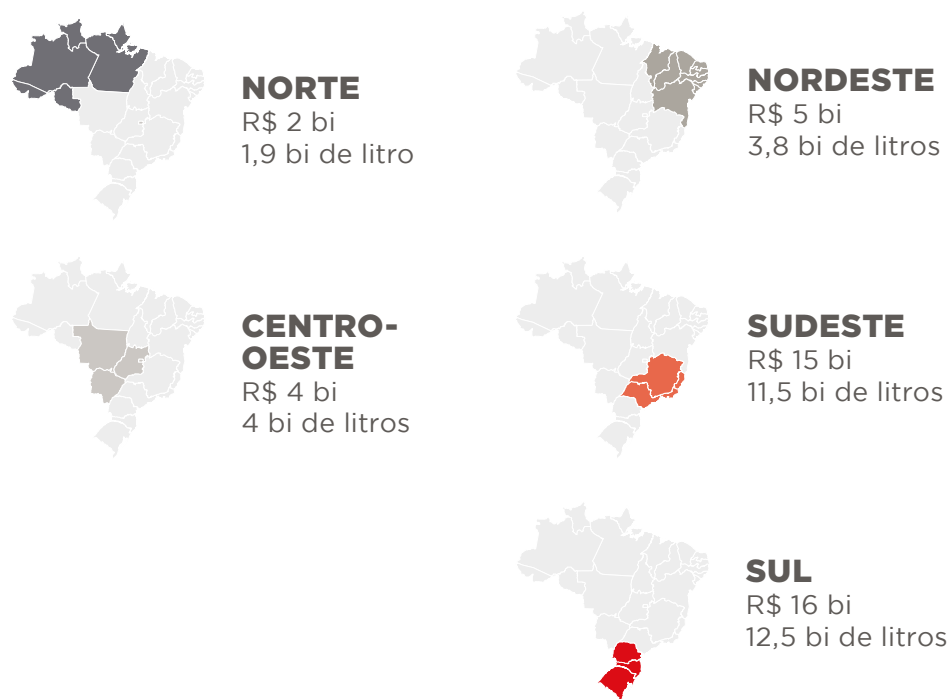 NORTE
R$ 2 bi
1,9 bi de litro
NORDESTE
R$ 5 bi
3,8 bi de litros
CENTRO-
OESTE
R$ 4 bi
4 bi de litros
SUDESTE
R$ 15 bi
11,5 bi de litros
SUL
R$ 16 bi
12,5 bi de litros